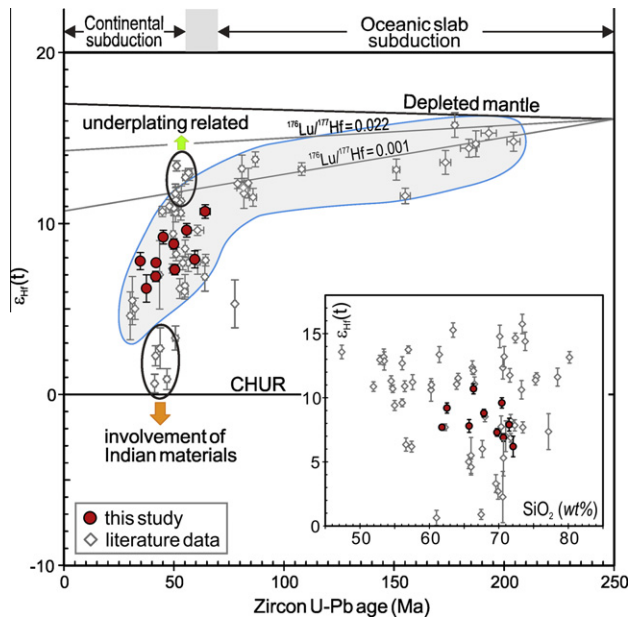 Continental
subduction
Oceanic slab
subduction
20
Depleted mantle
underplating related
¹⁷⁶Lu/¹⁷⁷Hf=0.022
¹⁷⁶Lu/¹⁷⁷Hf=0.001
10
εHf(t)
CHUR
0
involvement of
Indian materials
this study
literature data
-10
0 50 100 150 200 250
Zircon U-Pb age (Ma)
εHf(t)
15
10
5
0
SiO₂ (wt%)
50 60 70 80